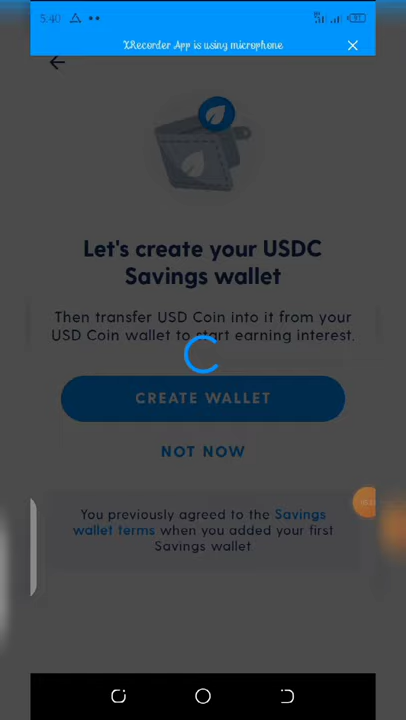 5:40
XRecorder App is using microphone
Let's create your USDC
Savings wallet
Then transfer USD Coin into it from your
USD Coin wallet to start earning interest.
CREATE WALLET
NOT NOW
You previously agreed to the Savings
wallet terms when you added your first
Savings wallet